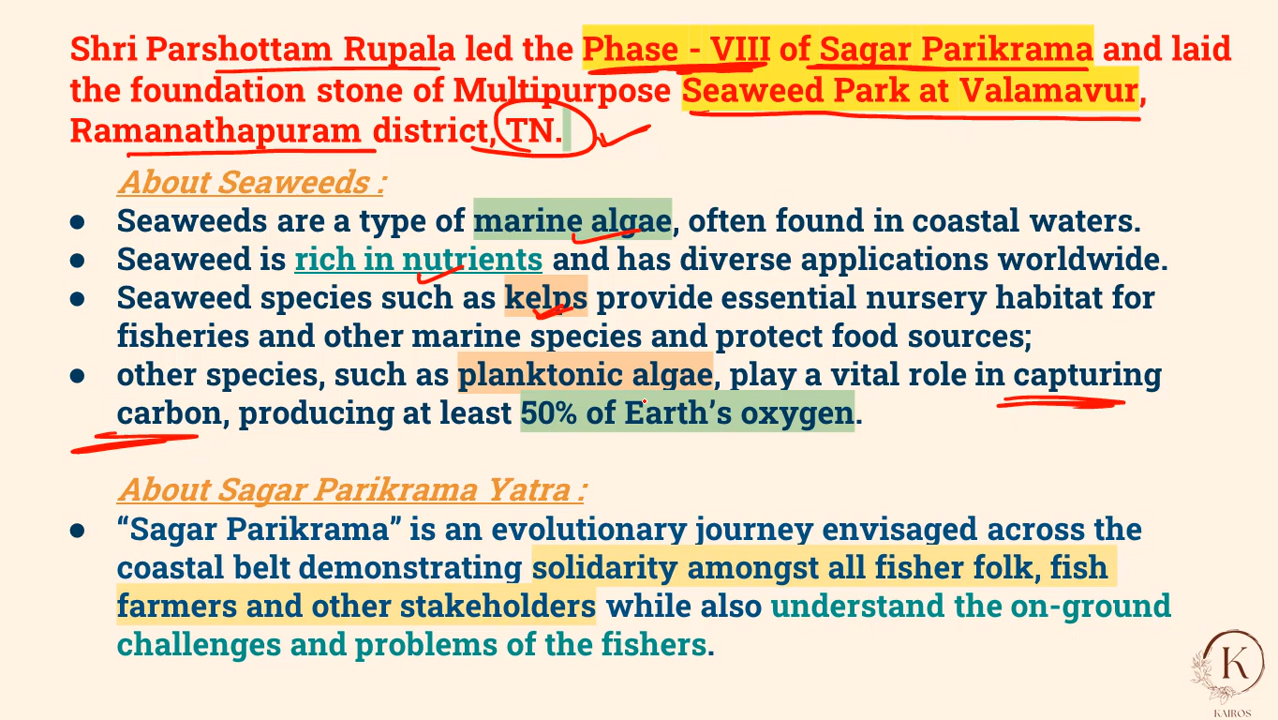 Shri Parshottam Rupala led the Phase - VIII of Sagar Parikrama and laid
the foundation stone of Multipurpose Seaweed Park at Valamavur,
Ramanathapuram district, TN.
About Seaweeds :
● Seaweeds are a type of marine algae, often found in coastal waters.
● Seaweed is rich in nutrients and has diverse applications worldwide.
● Seaweed species such as kelps provide essential nursery habitat for
fisheries and other marine species and protect food sources;
● other species, such as planktonic algae, play a vital role in capturing
carbon, producing at least 50% of Earth’s oxygen.
About Sagar Parikrama Yatra :
● “Sagar Parikrama” is an evolutionary journey envisaged across the
coastal belt demonstrating solidarity amongst all fisher folk, fish
farmers and other stakeholders while also understand the on-ground
challenges and problems of the fishers.
K
KAIROS